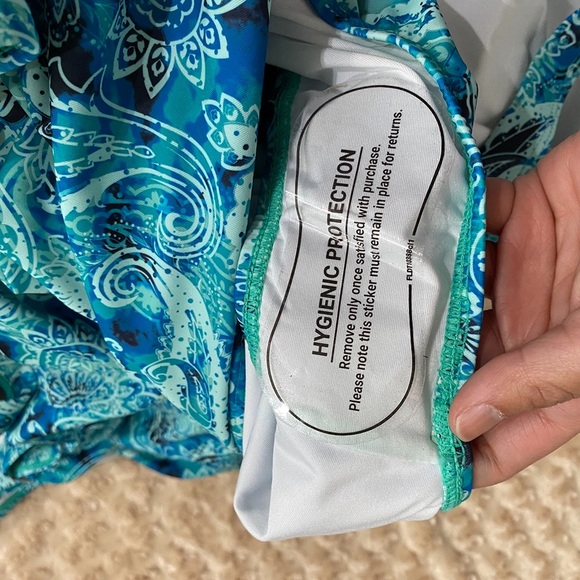 HYGIENIC PROTECTION
Remove only once satisfied with purchase.
Please note this sticker must remain in place for returns.